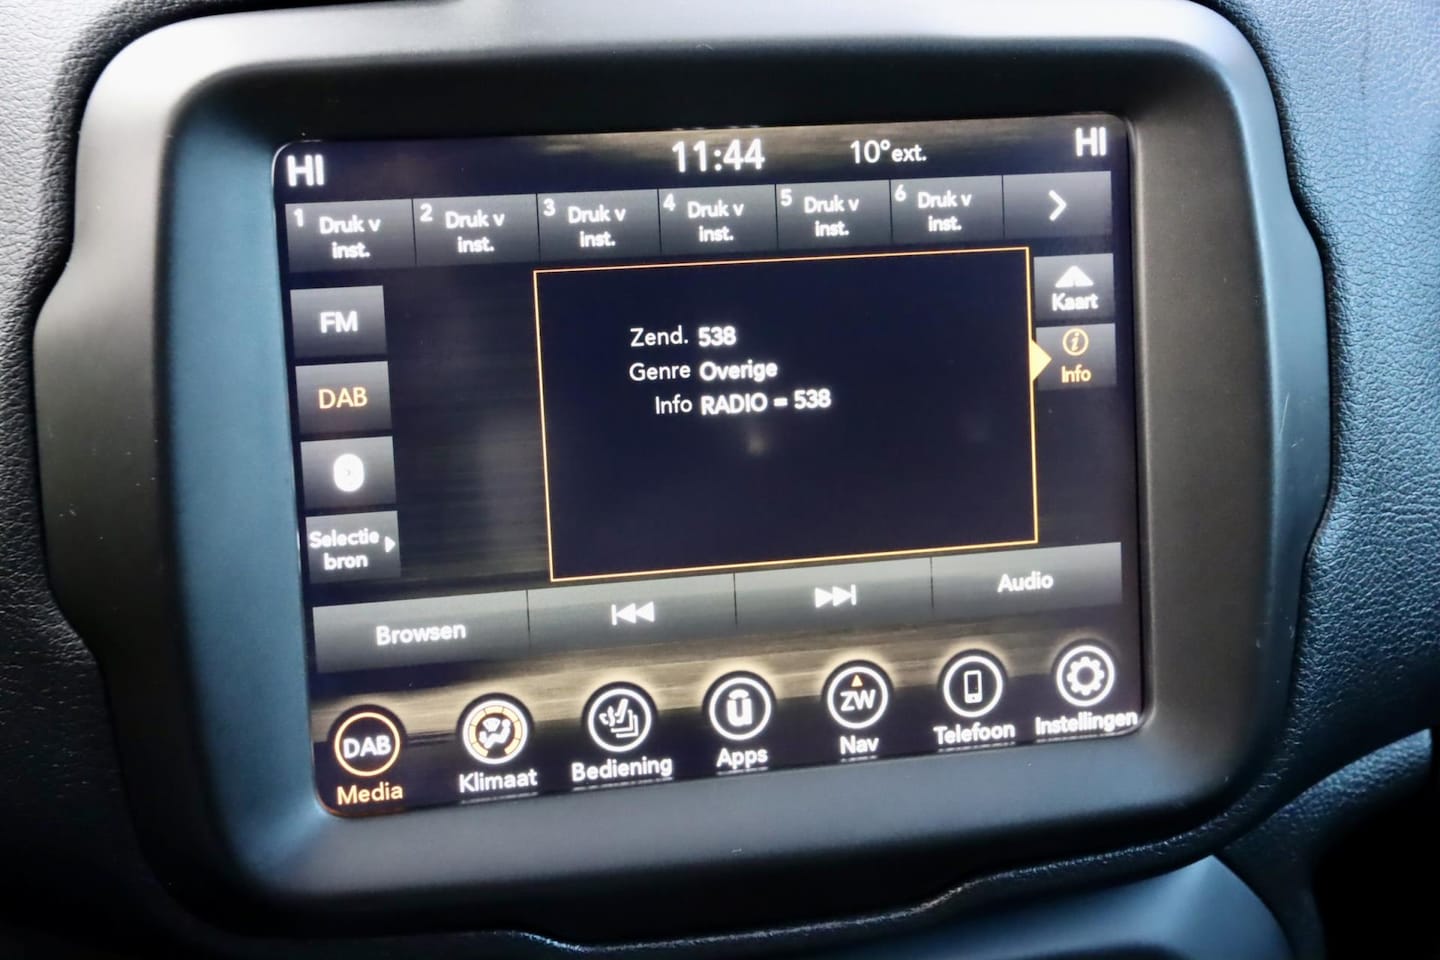 HI 11:44 10°ext. HI
1 Druk v inst.
2 Druk v inst.
3 Druk v inst.
4 Druk v inst.
5 Druk v inst.
6 Druk v inst.
FM
DAB
Selectie
bron
Zend. 538
Genre Overige
Info RADIO = 538
Kaart
Info
Browsen
Audio
DAB
Media
Klimaat
Bediening
Apps
ZW
Nav
Telefoon
Instellingen